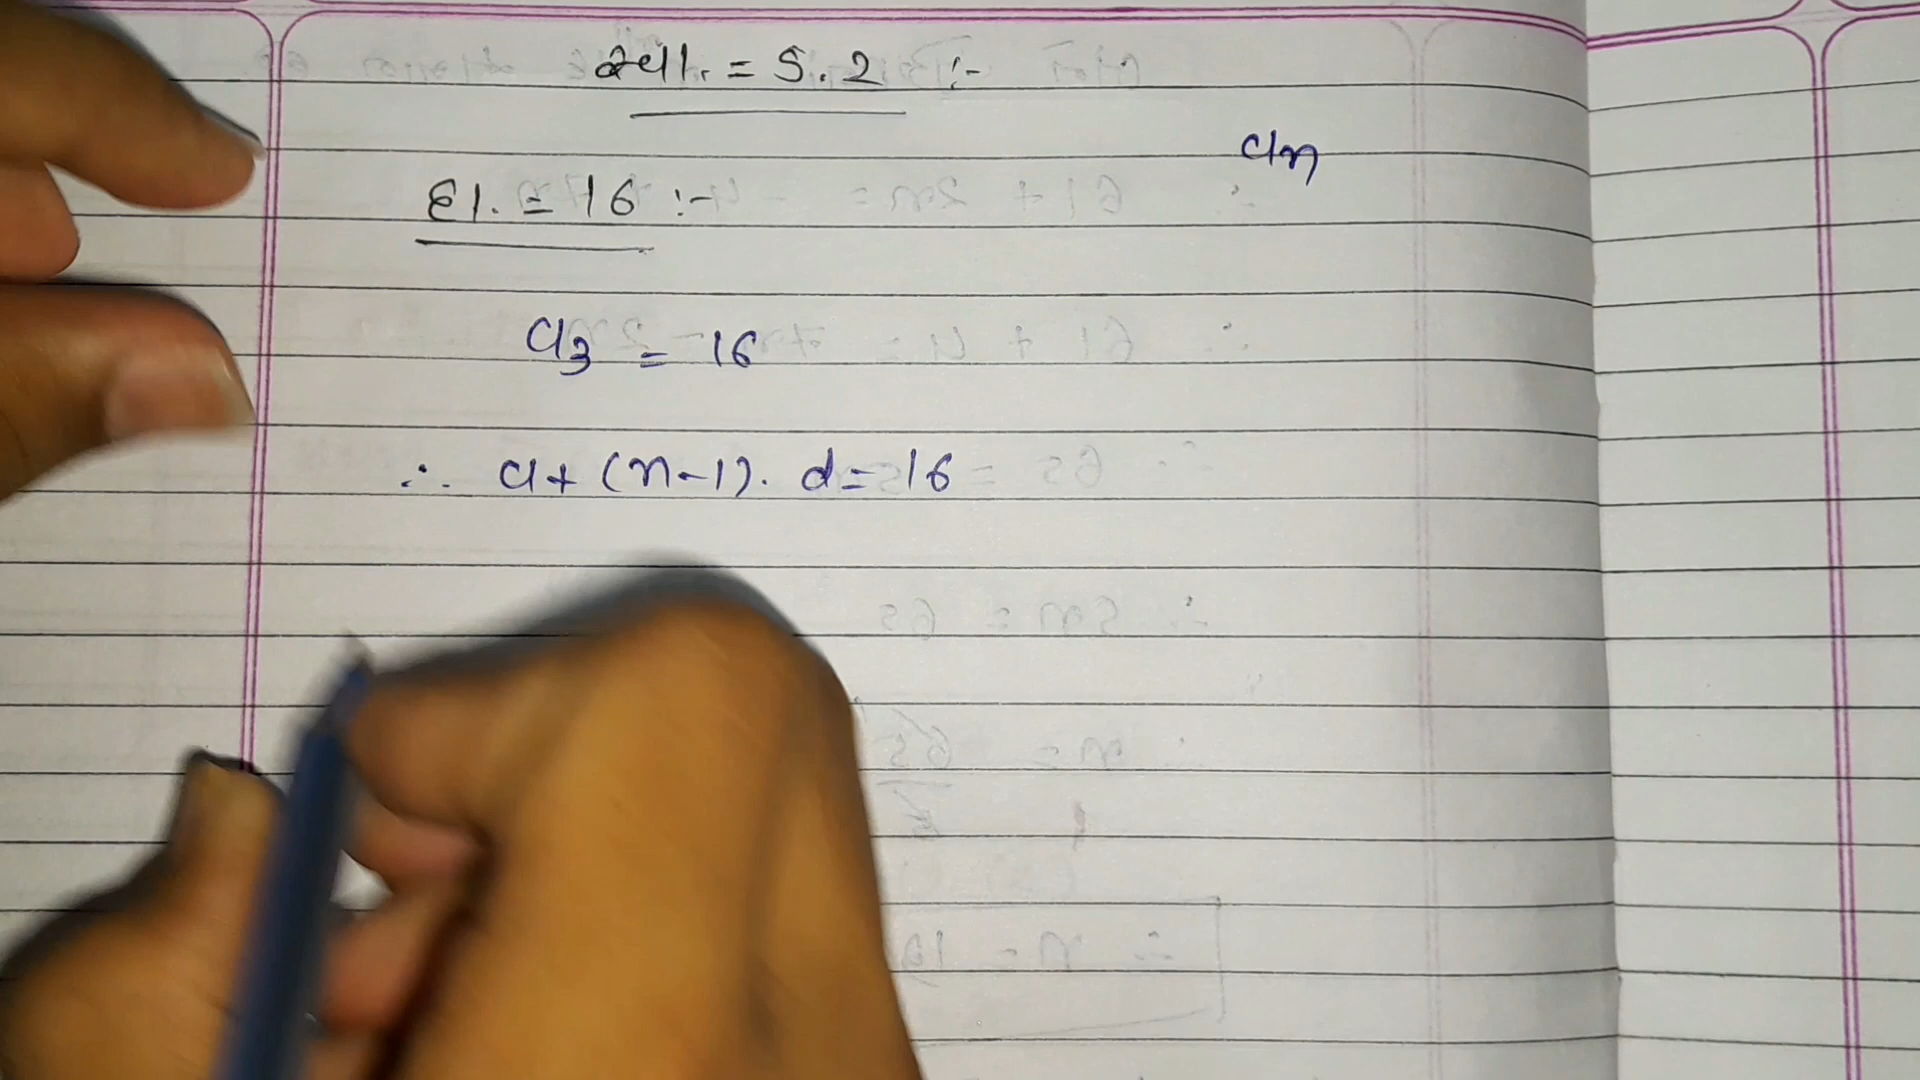 સ્વા. = 5.2 :-
aₙ
દા. = 16 :-
a₃ = 16
∴ a + (n-1). d = 16